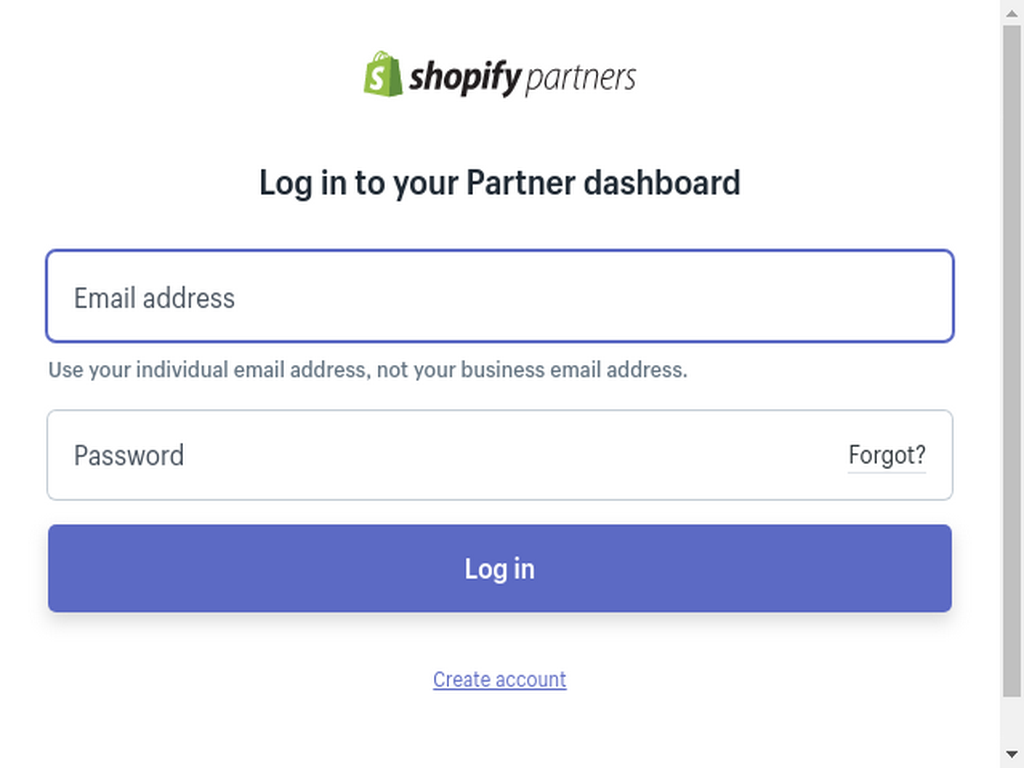 shopify partners
Log in to your Partner dashboard
Email address
Use your individual email address, not your business email address.
Password
Forgot?
Log in
Create account